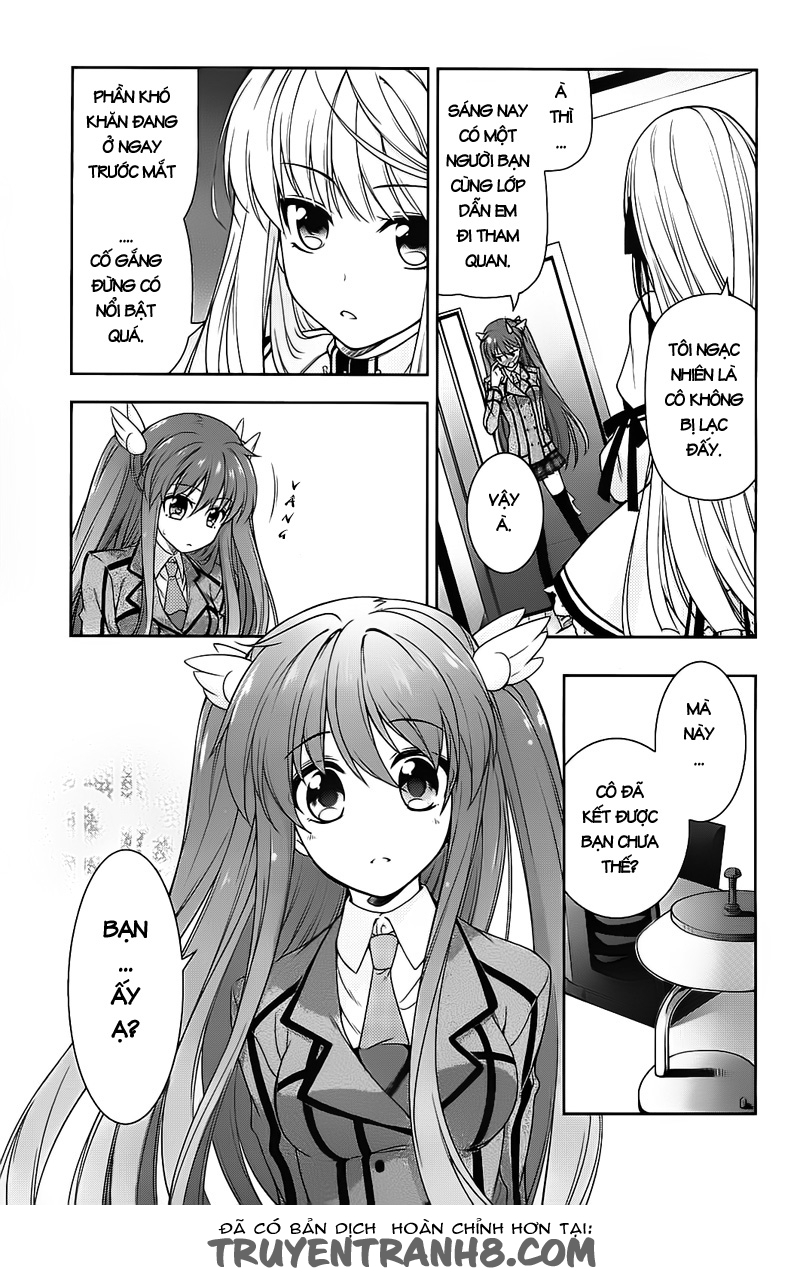 À
THÌ
...
SÁNG NAY
CÓ MỘT
NGƯỜI BẠN
CÙNG LỚP
DẪN EM
ĐI THAM
QUAN.
TÔI NGẠC
NHIÊN LÀ
CÔ KHÔNG
BỊ LẠC
ĐẤY.
VẬY
À.
PHẦN KHÓ
KHĂN ĐANG
Ở NGAY
TRƯỚC MẮT
....
CỐ GẮNG
ĐỪNG CÓ
NỔI BẬT
QUÁ.
VÂNG
MÀ
NÀY
...
CÔ ĐÃ
KẾT ĐƯỢC
BẠN CHƯA
THẾ?
BẠN
...
ẤY
Ạ?
ĐÃ CÓ BẢN DỊCH HOÀN CHỈNH HƠN TẠI:
TRUYENTRANH8.COM